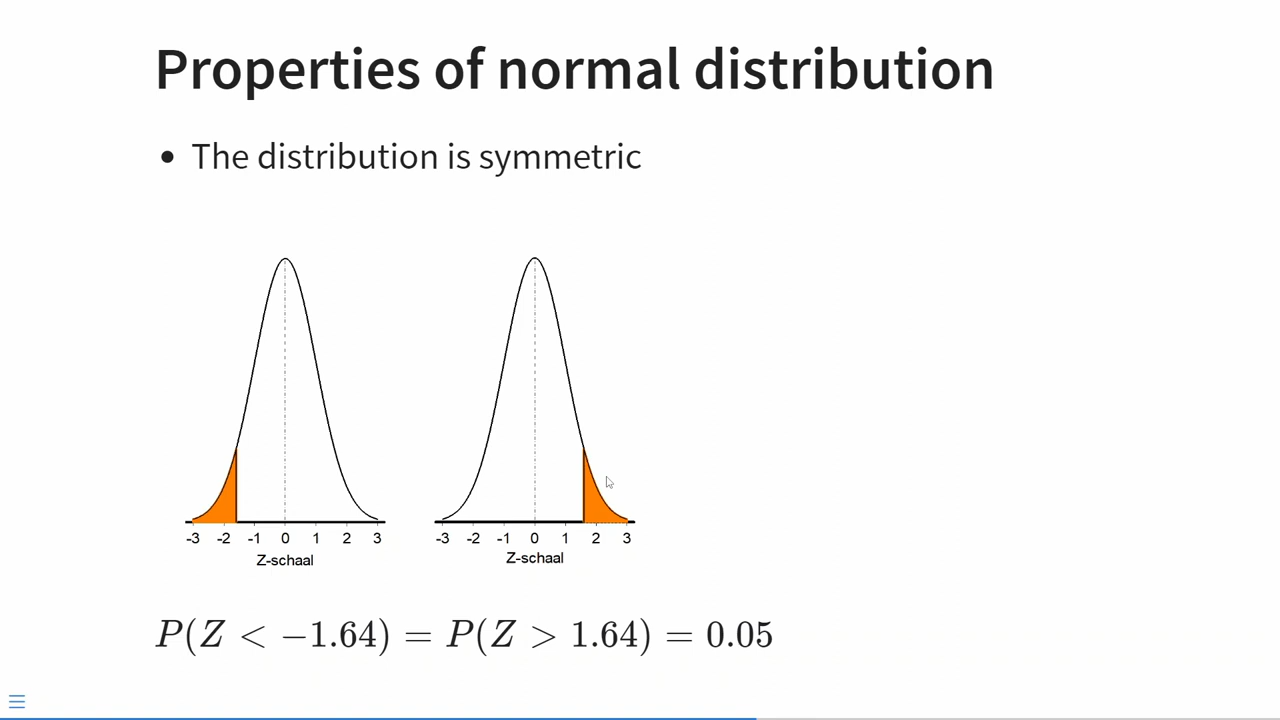 Properties of normal distribution
• The distribution is symmetric
-3 -2 -1 0 1 2 3
Z-schaal
-3 -2 -1 0 1 2 3
Z-schaal
P(Z < −1.64) = P(Z > 1.64) = 0.05